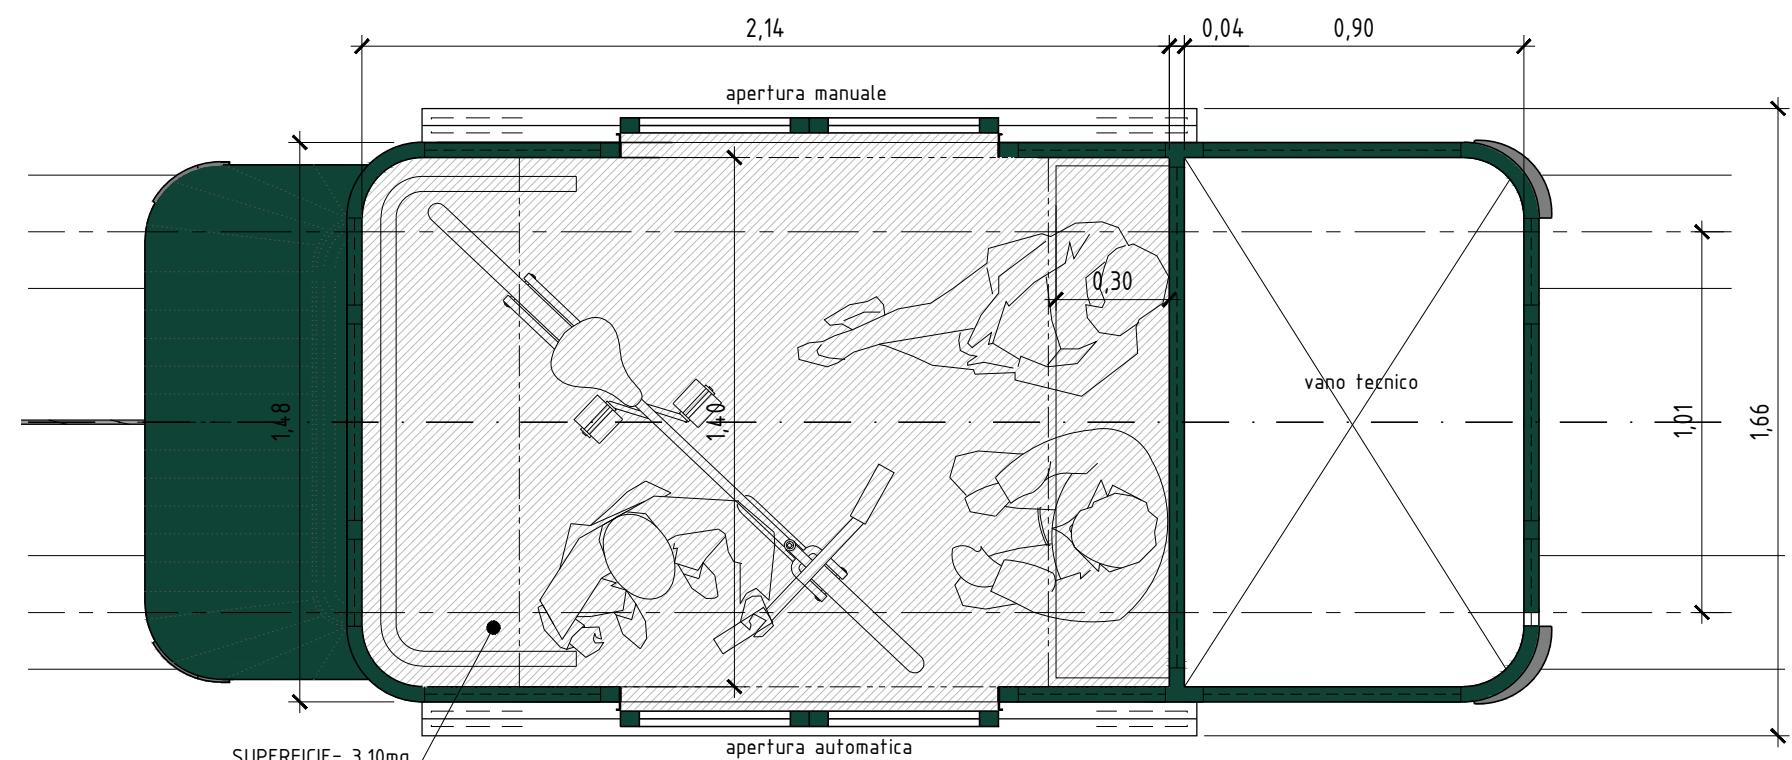 2,14
0,04
0,90
apertura manuale
0,30
vano tecnico
1,48
1,40
1,01
1,66
apertura automatica
SUPERFICIE= 3,10mq